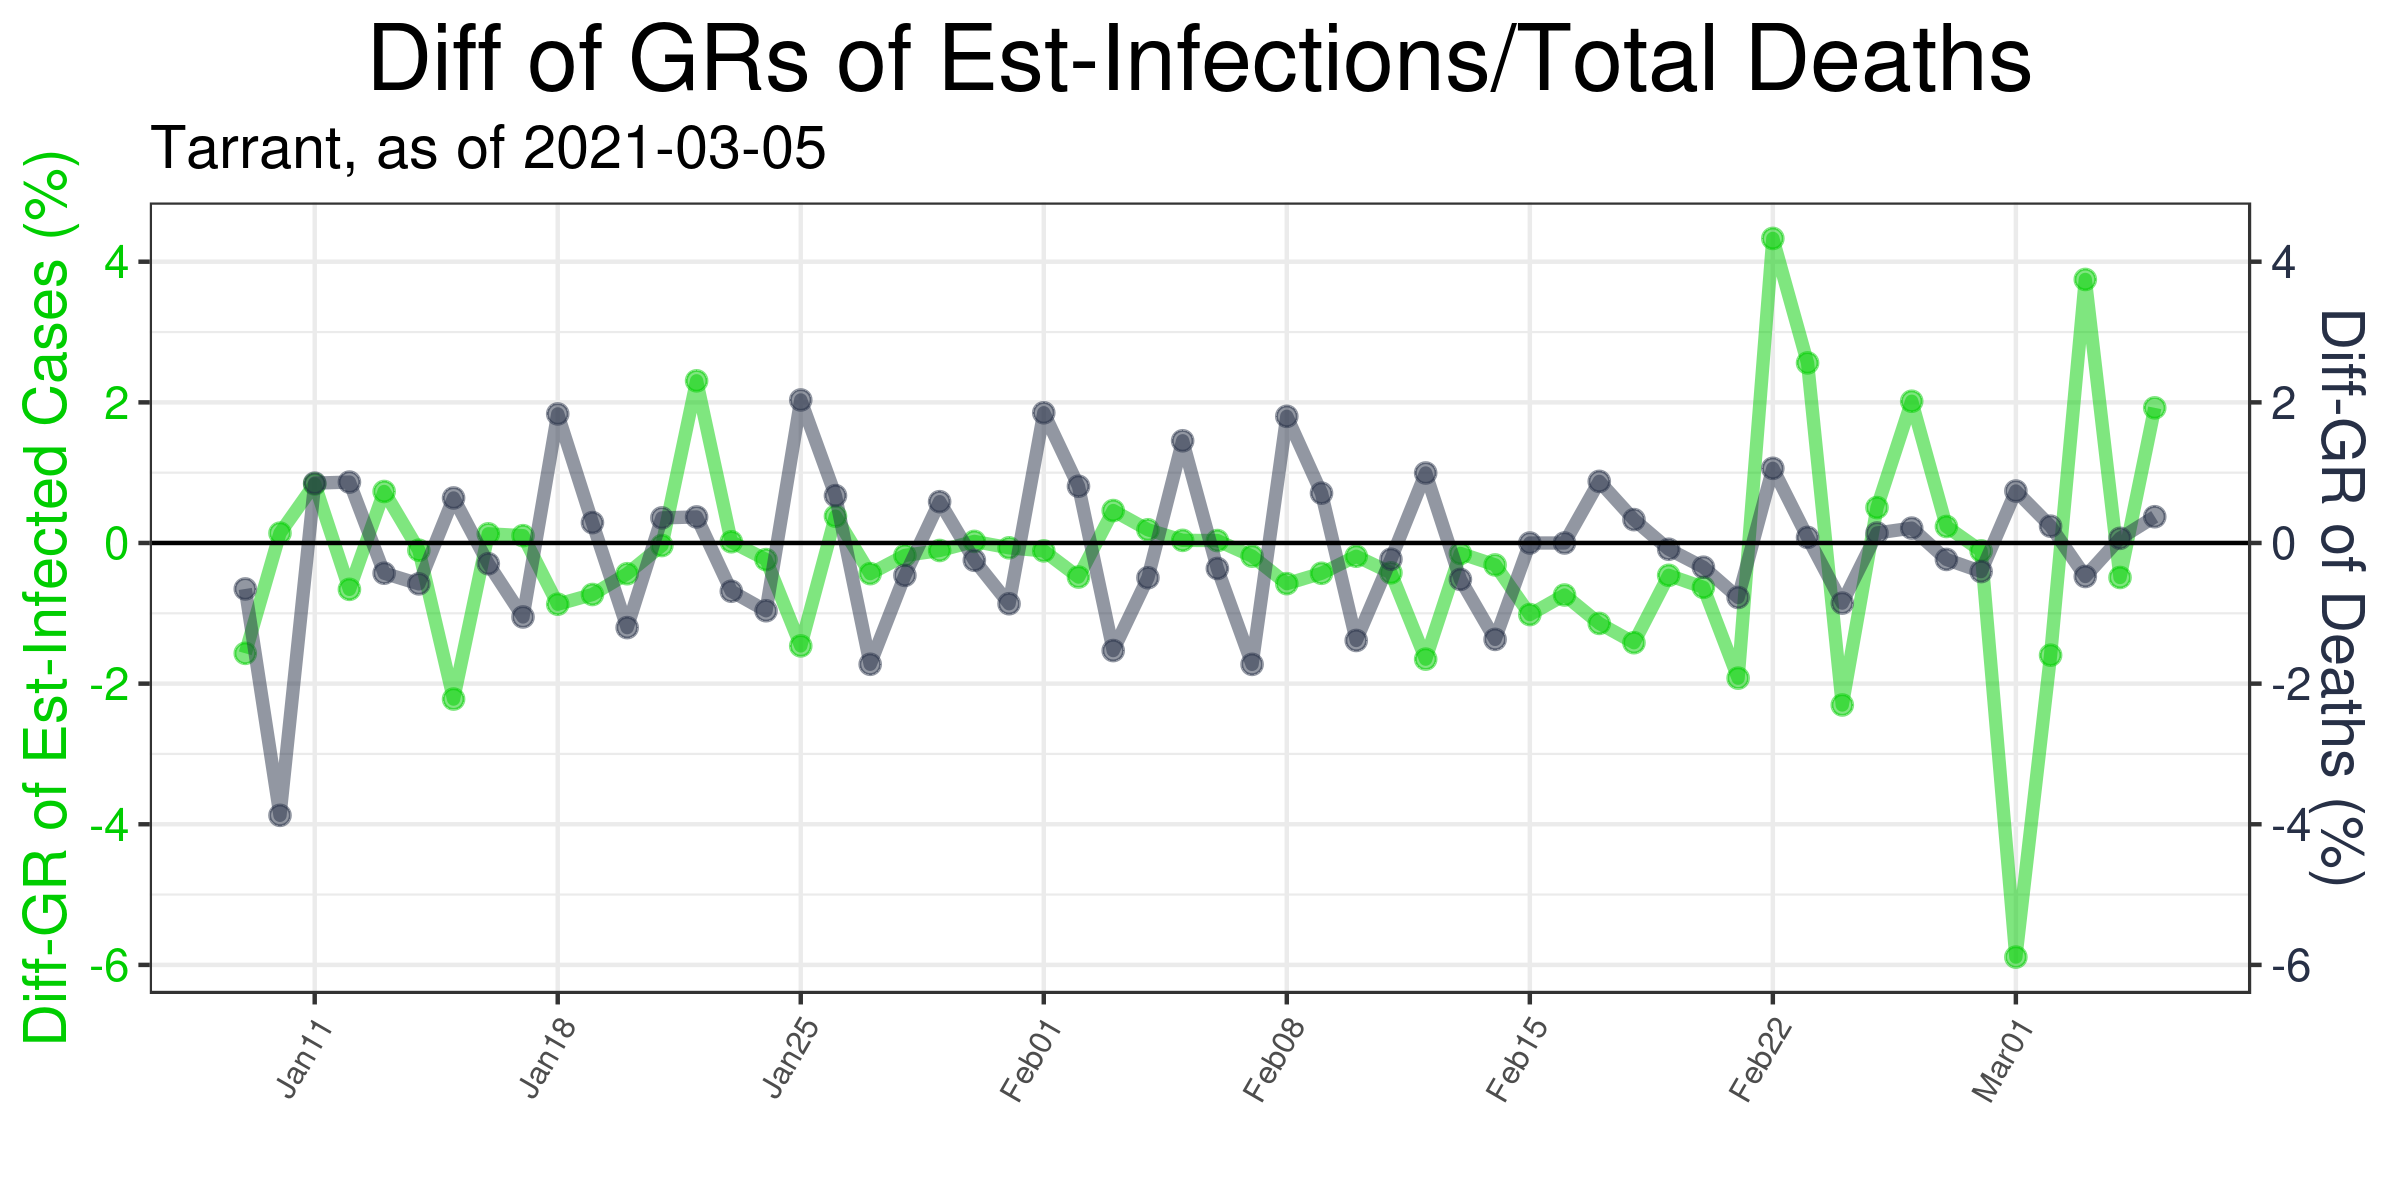 Diff of GRs of Est-Infections/Total Deaths
Tarrant, as of 2021-03-05
Diff-GR of Est-Infected Cases (%)
4
2
0
-2
-4
-6
4
2
0
-2
-4
-6
Diff-GR of Deaths (%)
Jan11
Jan18
Jan25
Feb01
Feb08
Feb15
Feb22
Mar01